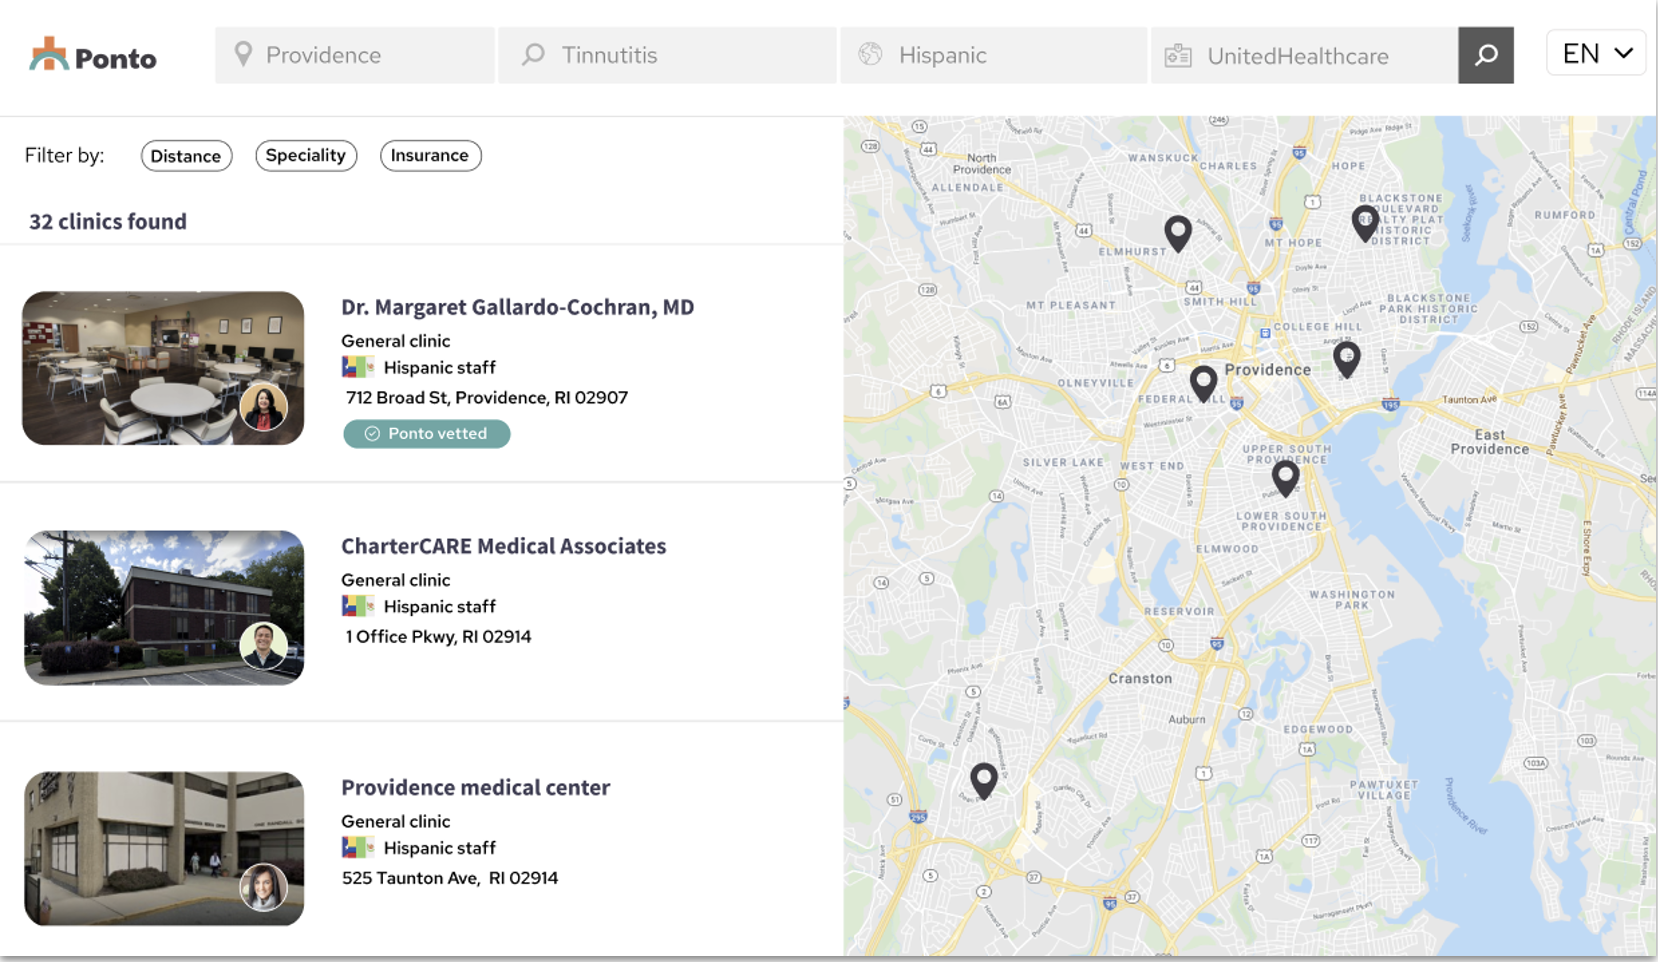 Ponto
Providence
Tinnutitis
Hispanic
UnitedHealthcare
EN
Filter by:
Distance
Speciality
Insurance
32 clinics found
Dr. Margaret Gallardo-Cochran, MD
General clinic
Hispanic staff
712 Broad St, Providence, RI 02907
Ponto vetted
CharterCARE Medical Associates
General clinic
Hispanic staff
1 Office Pkwy, RI 02914
Providence medical center
General clinic
Hispanic staff
525 Taunton Ave, RI 02914
North
Providence
WANSKUCK
CHARLES
HOPE
ALLENDALE
BLACKSTONE
HISTORIC
DISTRICT
RUMFORD
Central Pond
ELMHURST
MT HOPE
MT PLEASANT
SMITH HILL
BLACKSTONE
PARK HISTORIC
DISTRICT
COLLEGE HILL
Providence
OLNEYVILLE
FEDERAL HILL
Taunton Ave
East
Providence
UPPER SOUTH
PROVIDENCE
SILVER LAKE
WEST END
LOWER SOUTH
PROVIDENCE
ELMWOOD
WASHINGTON
PARK
RESERVOIR
E Shore Expy
Cranston
Auburn
EDGEWOOD
PAWTUXET
VILLAGE
Providence River